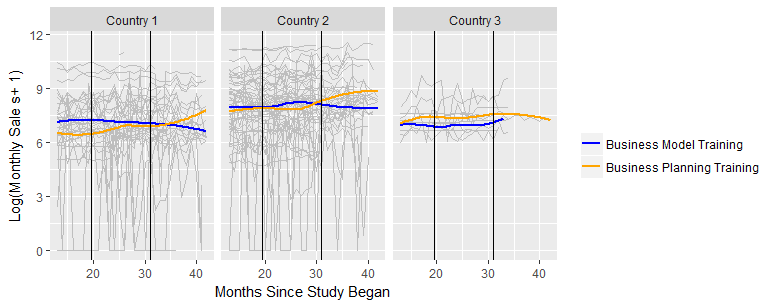 Country 1 Country 2 Country 3
12
9
6
3
0
Log(Monthly Sale s+ 1)
20 30 40 20 30 40 20 30 40
Months Since Study Began
Business Model Training
Business Planning Training